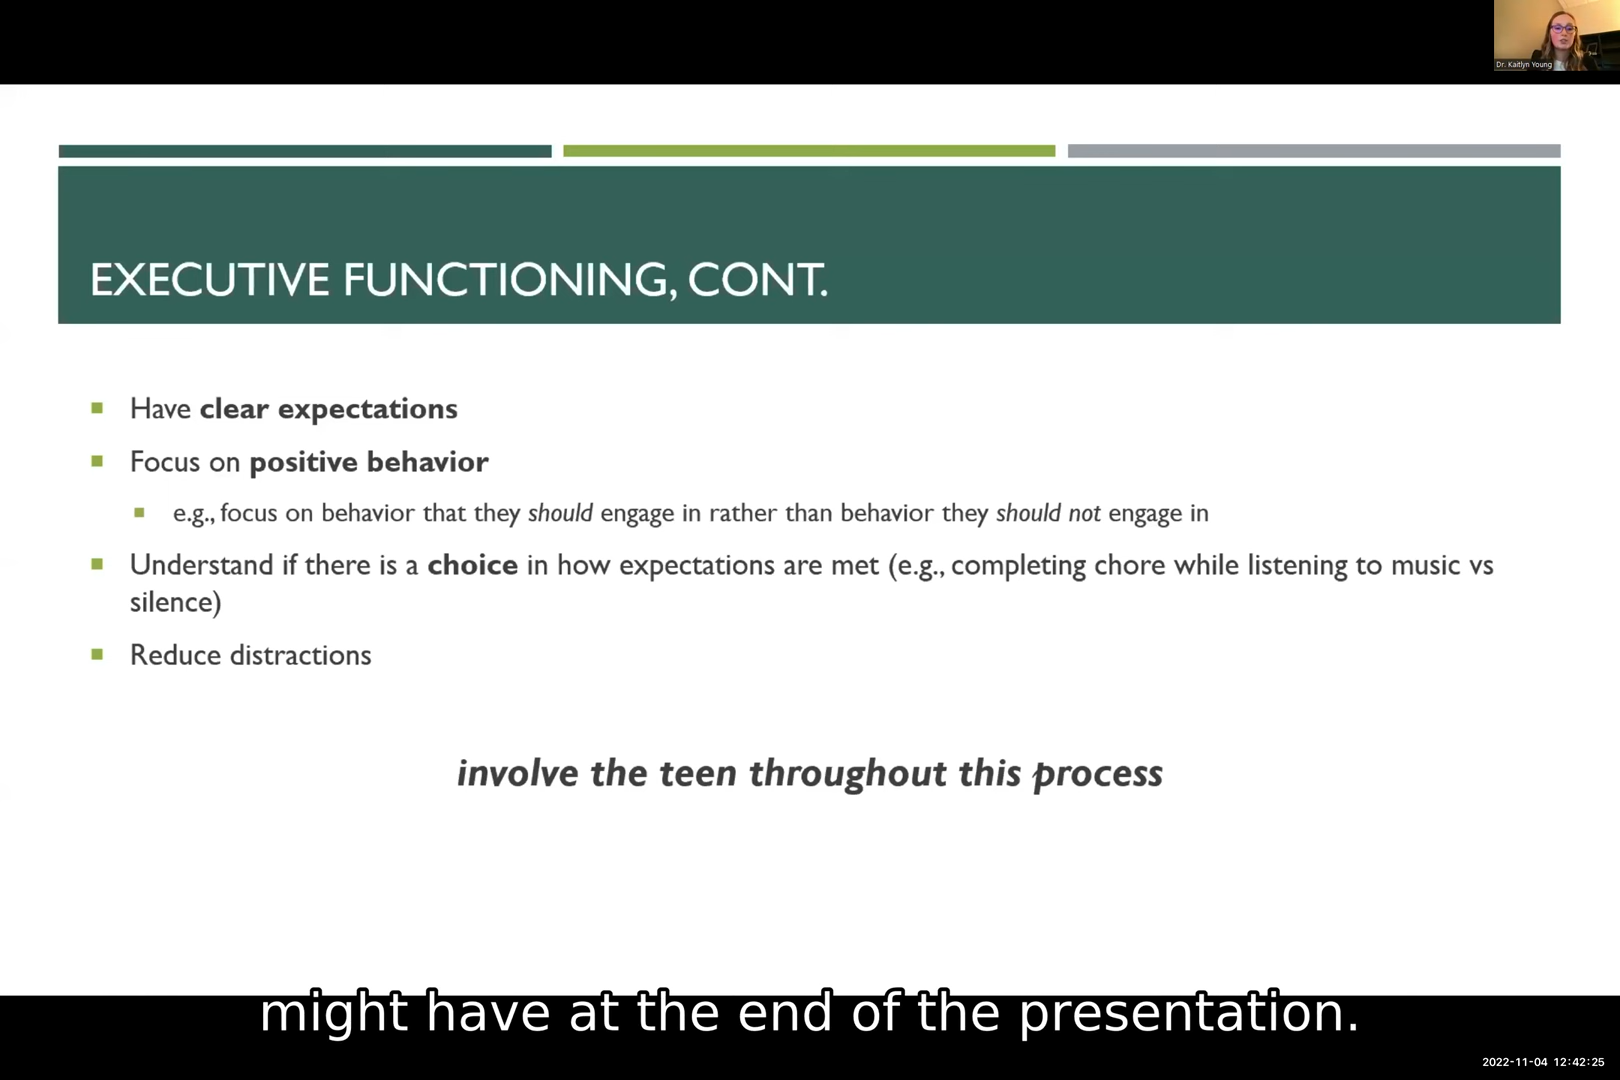 Dr. Kaitlyn Young
EXECUTIVE FUNCTIONING, CONT.
Have clear expectations
Focus on positive behavior
e.g., focus on behavior that they should engage in rather than behavior they should not engage in
Understand if there is a choice in how expectations are met (e.g., completing chore while listening to music vs
silence)
Reduce distractions
involve the teen throughout this process
might have at the end of the presentation.
2022-11-04 12:42:25